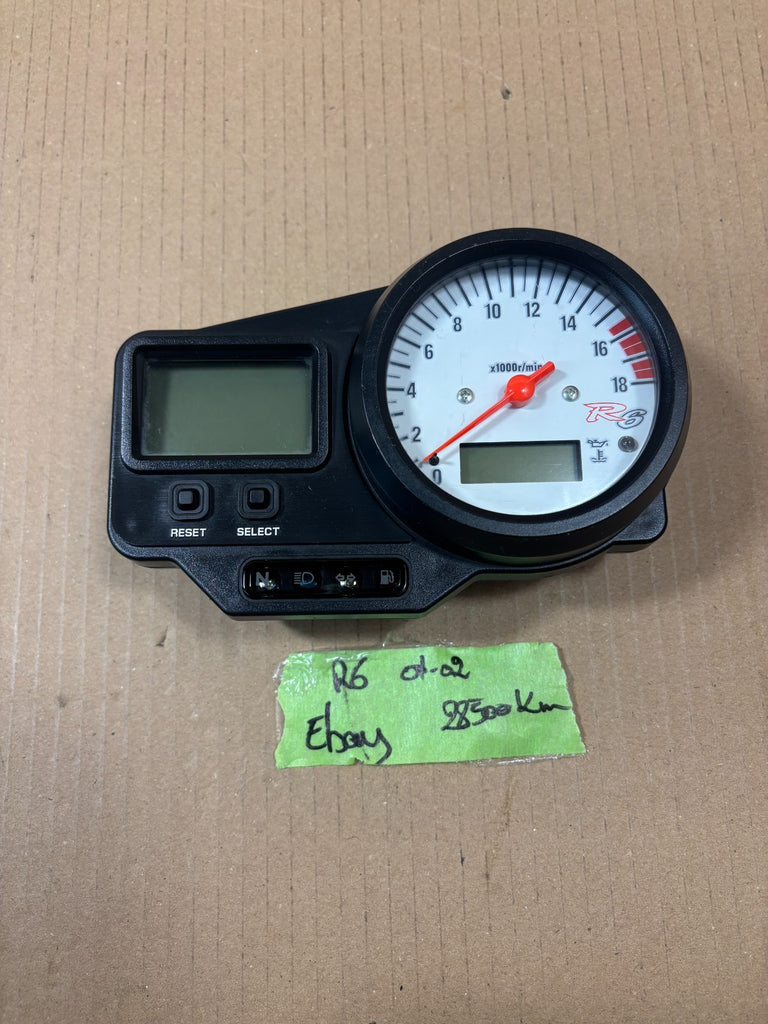 12
10
14
8
x1000r/min
6
16
4
18
R6
2
0
RESET SELECT
N
R6 01-02
Ebay 28500 Km